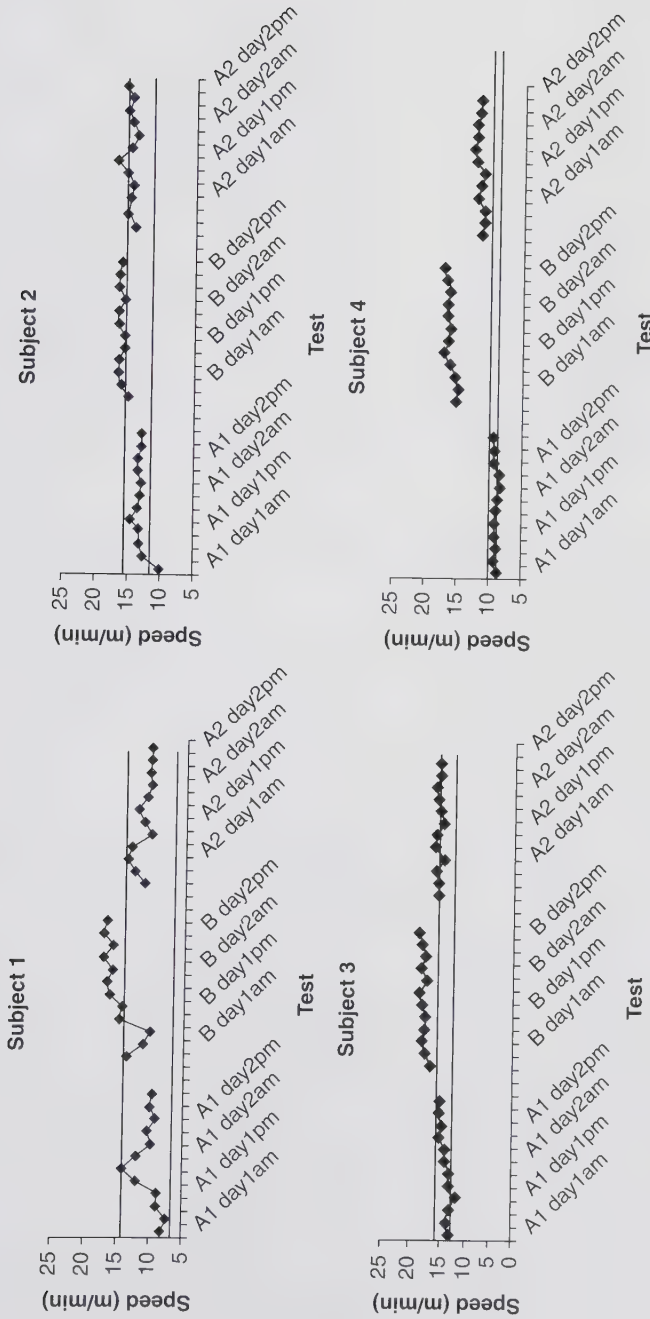 Subject 1
Speed (m/min)
25
20
15
10
5
A1 day1am
A1 day1pm
A1 day2am
A1 day2pm
B day1am
B day1pm
B day2am
B day2pm
A2 day1am
A2 day1pm
A2 day2am
A2 day2pm
Test
Subject 2
Speed (m/min)
25
20
15
10
5
A1 day1am
A1 day1pm
A1 day2am
A1 day2pm
B day1am
B day1pm
B day2am
B day2pm
A2 day1am
A2 day1pm
A2 day2am
A2 day2pm
Test
Subject 3
Speed (m/min)
25
20
15
10
5
0
A1 day1am
A1 day1pm
A1 day2am
A1 day2pm
B day1am
B day1pm
B day2am
B day2pm
A2 day1am
A2 day1pm
A2 day2am
A2 day2pm
Test
Subject 4
Speed (m/min)
25
20
15
10
5
A1 day1am
A1 day1pm
A1 day2am
A1 day2pm
B day1am
B day1pm
B day2am
B day2pm
A2 day1am
A2 day1pm
A2 day2am
A2 day2pm
Test